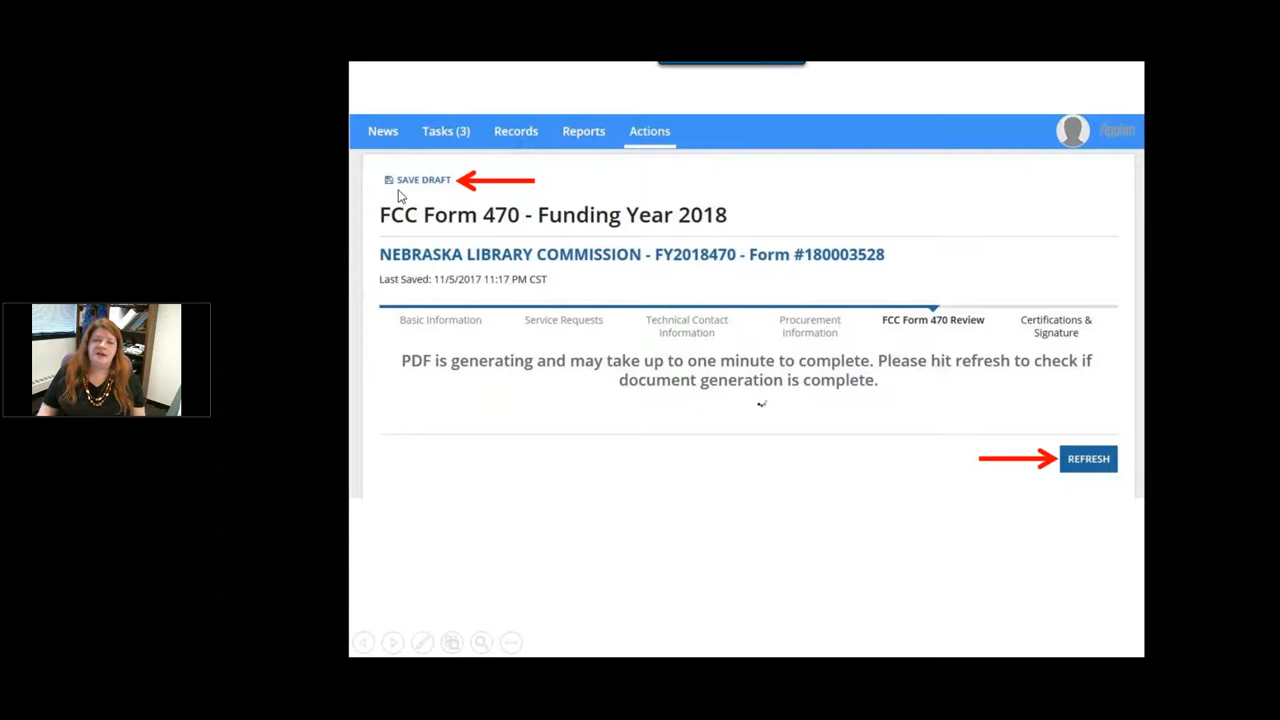 News Tasks (3) Records Reports Actions Appian
SAVE DRAFT
FCC Form 470 - Funding Year 2018
NEBRASKA LIBRARY COMMISSION - FY2018470 - Form #180003528
Last Saved: 11/5/2017 11:17 PM CST
Basic Information Service Requests Technical Contact Information Procurement Information FCC Form 470 Review Certifications & Signature
PDF is generating and may take up to one minute to complete. Please hit refresh to check if
document generation is complete.
REFRESH